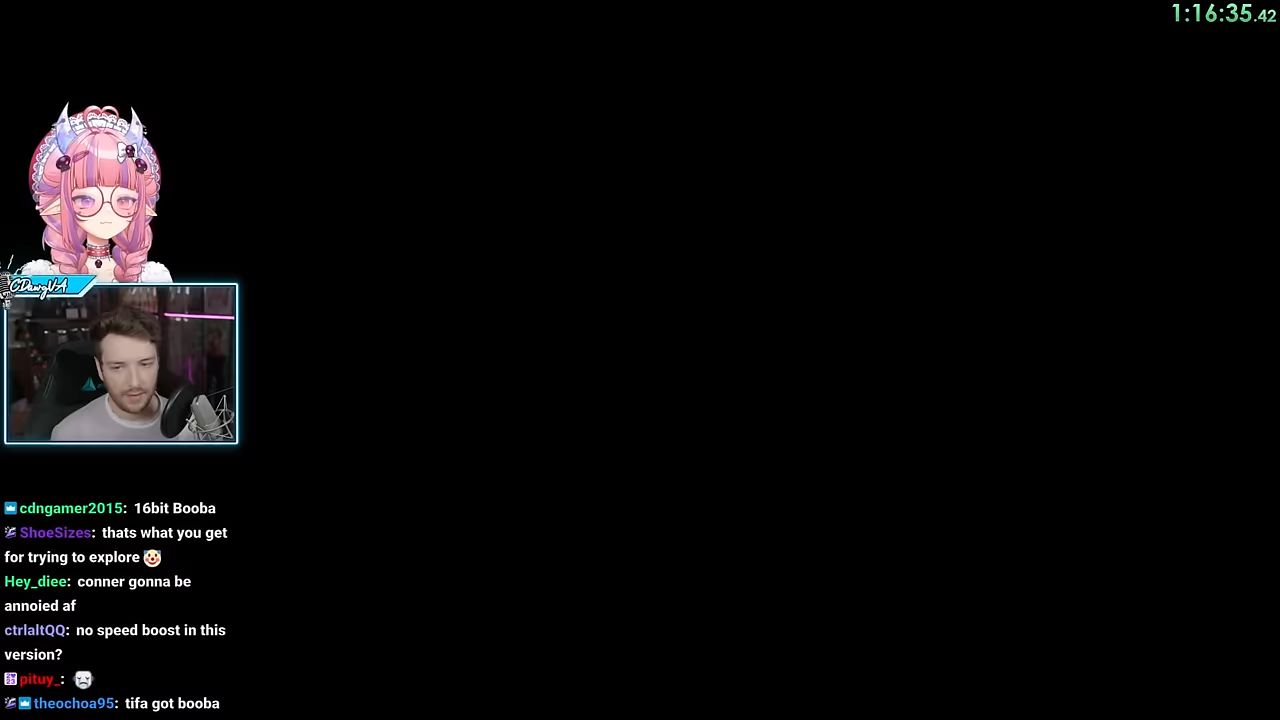 1:16:35.42
CDawgVA
cdngamer2015: 16bit Booba
ShoeSizes: thats what you get
for trying to explore
Hey_diee: conner gonna be
annoied af
ctrlaltQQ: no speed boost in this
version?
pituy_:
theochoa95: tifa got booba